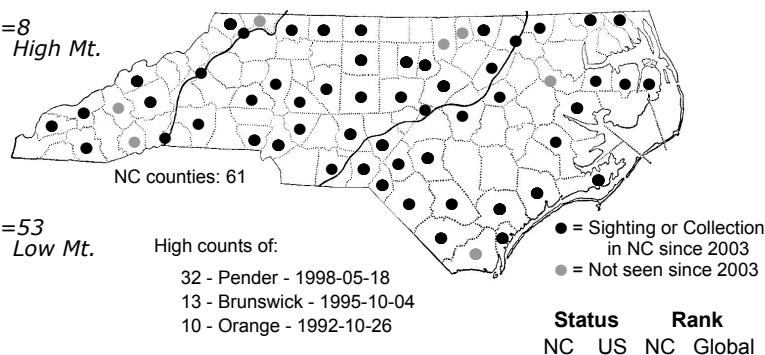 =8
High Mt.
NC counties: 61
=53
Low Mt.
High counts of:
32 - Pender - 1998-05-18
13 - Brunswick - 1995-10-04
10 - Orange - 1992-10-26
= Sighting or Collection
in NC since 2003
= Not seen since 2003
Status Rank
NC US NC Global